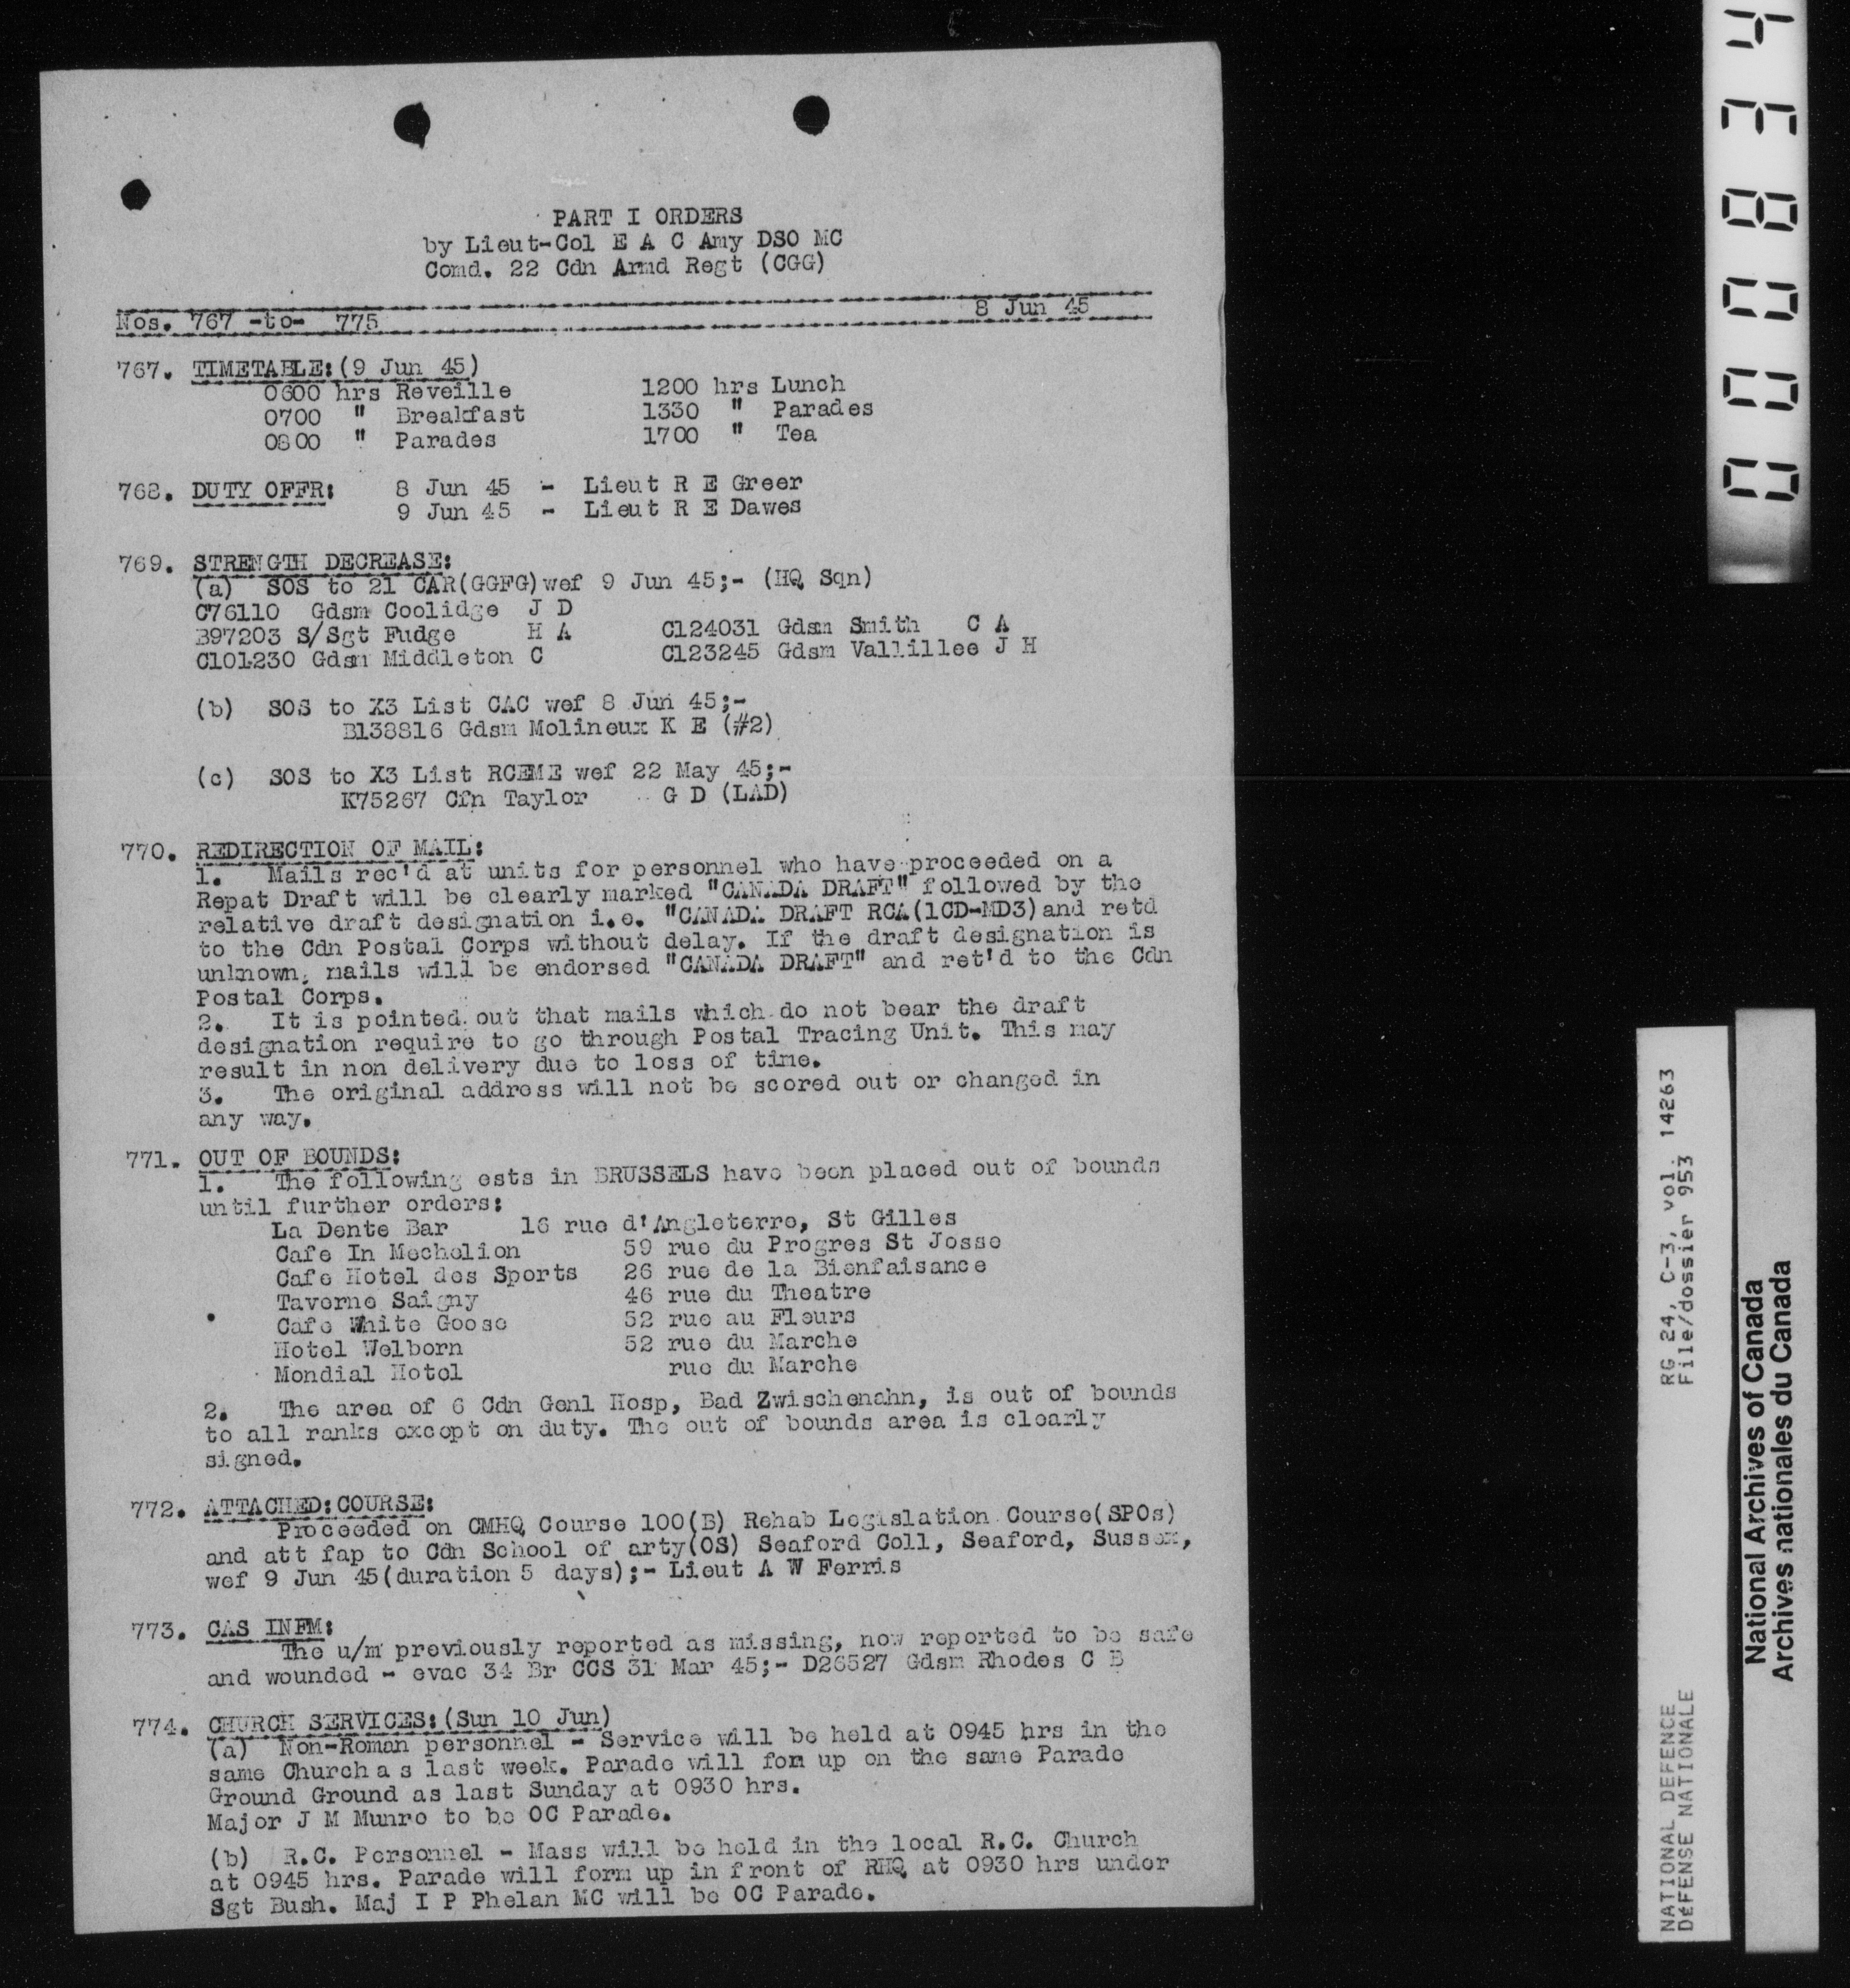 PART I ORDERS
by Lieut-Col E A C Amy DSO MC
Comd. 22 Cdn Armd Regt (CGG)
Nos. 767 -to- 775 8 Jun 45
767. TIMETABLE:(9 Jun 45)
0600 hrs Reveille 1200 hrs Lunch
0700 " Breakfast 1330 " Parades
0800 " Parades 1700 " Tea
768. DUTY OFFR: 8 Jun 45 - Lieut R E Greer
9 Jun 45 - Lieut R E Dawes
769. STRENGTH DECREASE:
(a) SOS to 21 CAR(GGFG)wef 9 Jun 45;- (HQ Sqn)
C76110 Gdsm Coolidge J D
B97203 S/Sgt Fudge H A C124031 Gdsm Smith C A
C101230 Gdsm Middleton C C123245 Gdsm Vallillee J H
(b) SOS to X3 List CAC wef 8 Jun 45;-
B138816 Gdsm Molineux K E (#2)
(c) SOS to X3 List RCEME wef 22 May 45;-
K75267 Cfn Taylor G D (LAD)
770. REDIRECTION OF MAIL:
1. Mails rec'd at units for personnel who have proceeded on a
Repat Draft will be clearly marked "CANADA DRAFT" followed by the
relative draft designation i.e. "CANADA DRAFT RCA(1CD-MD3)and retd
to the Cdn Postal Corps without delay. If the draft designation is
unknown, mails will be endorsed "CANADA DRAFT" and ret'd to the Cdn
Postal Corps.
2. It is pointed out that mails which do not bear the draft
designation require to go through Postal Tracing Unit. This may
result in non delivery due to loss of time.
3. The original address will not be scored out or changed in
any way.
771. OUT OF BOUNDS:
1. The following ests in BRUSSELS have been placed out of bounds
until further orders:
La Dente Bar 16 rue d'Angleterre, St Gilles
Cafe In Mechelion 59 rue du Progres St Josse
Cafe Hotel des Sports 26 rue de la Bienfaisance
Taverne Saigny 46 rue du Theatre
Cafe White Goose 52 rue au Fleurs
Hotel Welborn 52 rue du Marche
Mondial Hotel rue du Marche
2. The area of 6 Cdn Genl Hosp, Bad Zwischenahn, is out of bounds
to all ranks except on duty. The out of bounds area is clearly
signed.
772. ATTACHED:COURSE:
Proceeded on CMHQ Course 100(B) Rehab Legislation Course(SPOs)
and att fap to Cdn School of arty(OS) Seaford Coll, Seaford, Sussex,
wef 9 Jun 45(duration 5 days);- Lieut A W Ferris
773. CAS INFM:
The u/m previously reported as missing, now reported to be safe
and wounded - evac 34 Br CCS 31 Mar 45;- D26527 Gdsm Rhodes C B
774. CHURCH SERVICES:(Sun 10 Jun)
(a) Non-Roman personnel - Service will be held at 0945 hrs in the
same Church a s last week. Parade will fom up on the same Parade
Ground Ground as last Sunday at 0930 hrs.
Major J M Munro to be OC Parade.
(b) R.C. Personnel - Mass will be held in the local R.C. Church
at 0945 hrs. Parade will form up in front of RHQ at 0930 hrs under
Sgt Bush. Maj I P Phelan MC will be OC Parade.
000834
RG 24, C-3, vol. 14263
File/dossier 953
NATIONAL DEFENCE
DÉFENSE NATIONALE
National Archives of Canada
Archives nationales du Canada